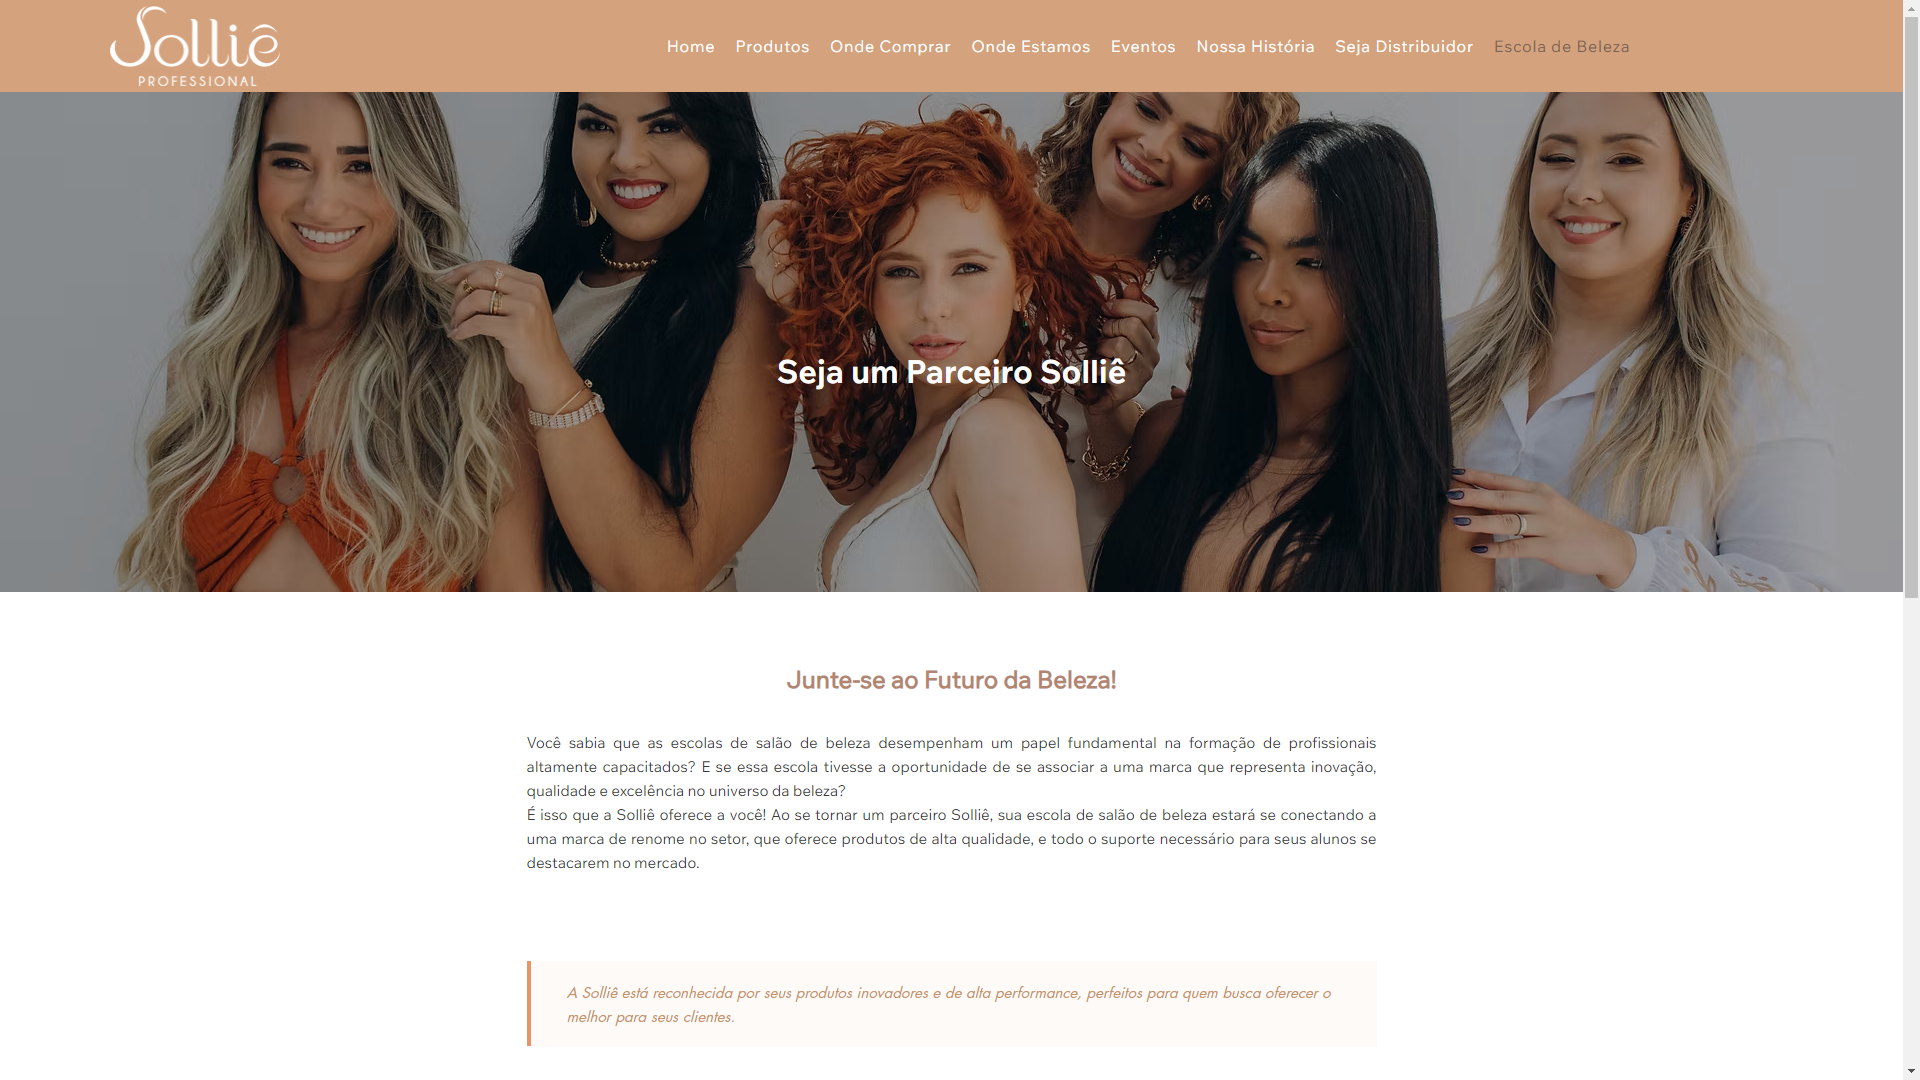 Solliê
PROFESSIONAL
Home Produtos Onde Comprar Onde Estamos Eventos Nossa História Seja Distribuidor Escola de Beleza
Seja um Parceiro Solliê
Junte-se ao Futuro da Beleza!
Você sabia que as escolas de salão de beleza desempenham um papel fundamental na formação de profissionais
altamente capacitados? E se essa escola tivesse a oportunidade de se associar a uma marca que representa inovação,
qualidade e excelência no universo da beleza?
É isso que a Solliê oferece a você! Ao se tornar um parceiro Solliê, sua escola de salão de beleza estará se conectando a
uma marca de renome no setor, que oferece produtos de alta qualidade, e todo o suporte necessário para seus alunos se
destacarem no mercado.
A Solliê está reconhecida por seus produtos inovadores e de alta performance, perfeitos para quem busca oferecer o
melhor para seus clientes.